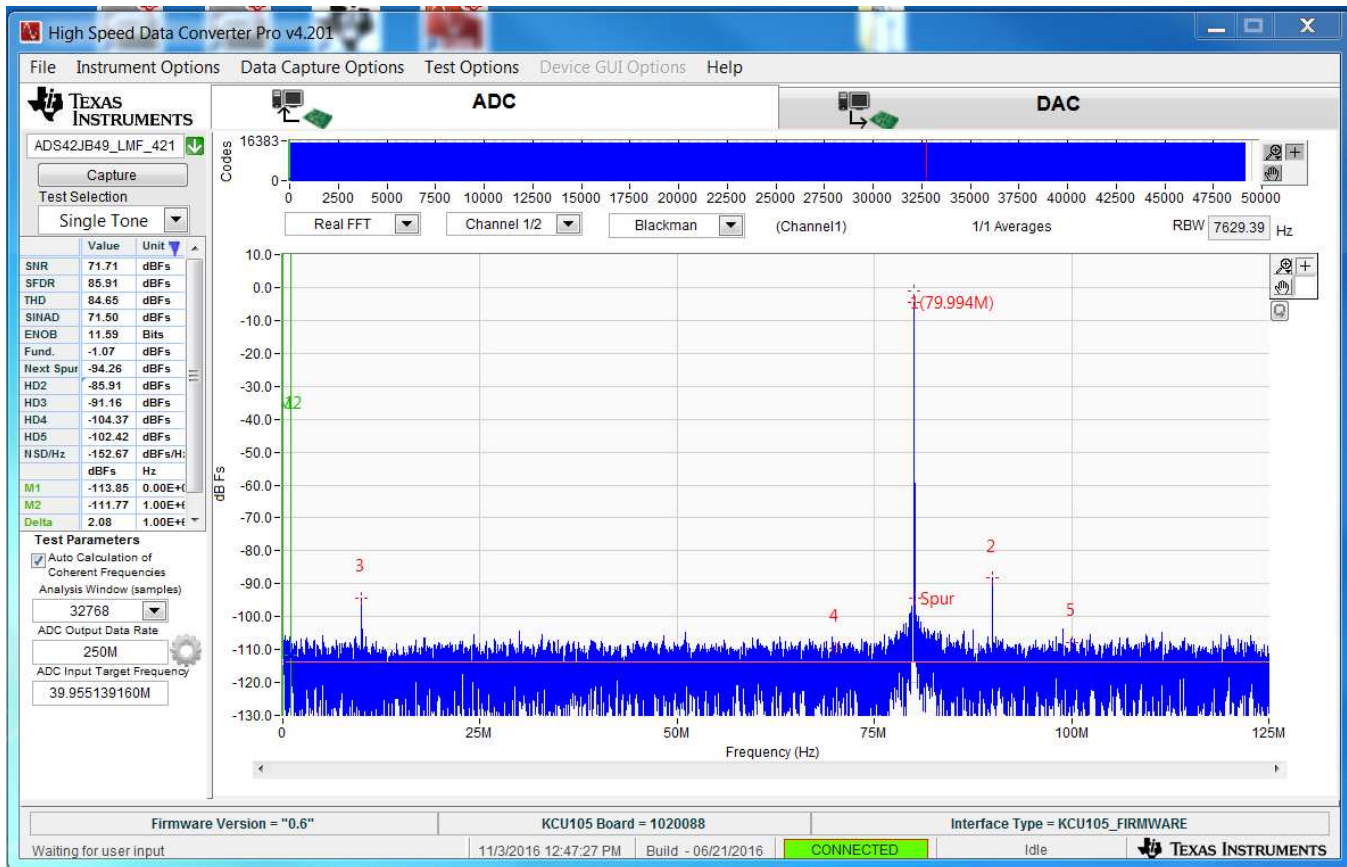 High Speed Data Converter Pro v4.201
File Instrument Options Data Capture Options Test Options Device GUI Options Help
TEXAS INSTRUMENTS
ADC
DAC
ADS42JB49_LMF_421
Capture
Test Selection
Single Tone
Value Unit
SNR 71.71 dBFs
SFDR 85.91 dBFs
THD 84.65 dBFs
SINAD 71.50 dBFs
ENOB 11.59 Bits
Fund. -1.07 dBFs
Next Spur -94.26 dBFs
HD2 -85.91 dBFs
HD3 -91.16 dBFs
HD4 -104.37 dBFs
HD5 -102.42 dBFs
NSD/Hz -152.67 dBFs/H
dBFs Hz
M1 -113.85 0.00E+
M2 -111.77 1.00E+
Delta 2.08 1.00E+
Test Parameters
Auto Calculation of
Coherent Frequencies
Analysis Window (samples)
32768
ADC Output Data Rate
250M
ADC Input Target Frequency
39.955139160M
Codes
16383
0
0 2500 5000 7500 10000 12500 15000 17500 20000 22500 25000 27500 30000 32500 35000 37500 40000 42500 45000 47500 50000
Real FFT Channel 1/2 Blackman (Channel1) 1/1 Averages RBW 7629.39 Hz
dBFs
10.0
0.0
-10.0
-20.0
-30.0
-40.0
-50.0
-60.0
-70.0
-80.0
-90.0
-100.0
-110.0
-120.0
-130.0
1(79.994M)
2
3
Spur
4
5
0 25M 50M 75M 100M 125M
Frequency (Hz)
Firmware Version = "0.6" KCU105 Board = 1020088 Interface Type = KCU105_FIRMWARE
Waiting for user input 11/3/2016 12:47:27 PM Build - 06/21/2016 CONNECTED Idle TEXAS INSTRUMENTS